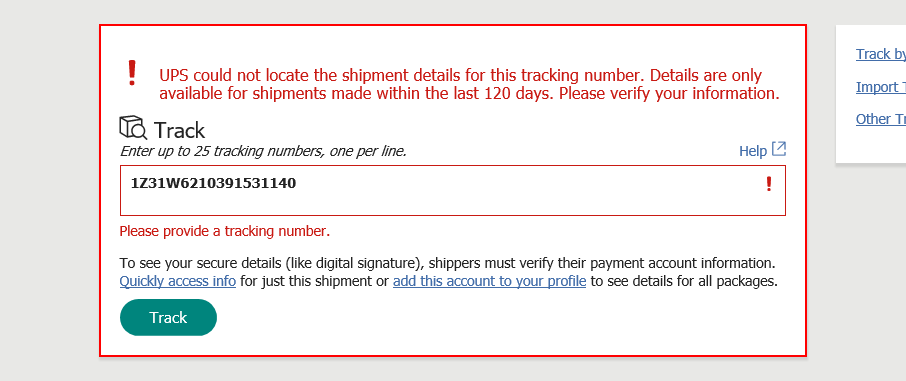 UPS could not locate the shipment details for this tracking number. Details are only
available for shipments made within the last 120 days. Please verify your information.
Track
Enter up to 25 tracking numbers, one per line.
Help
1Z31W6210391531140
Please provide a tracking number.
To see your secure details (like digital signature), shippers must verify their payment account information.
Quickly access info for just this shipment or add this account to your profile to see details for all packages.
Track
Track by
Import
Other